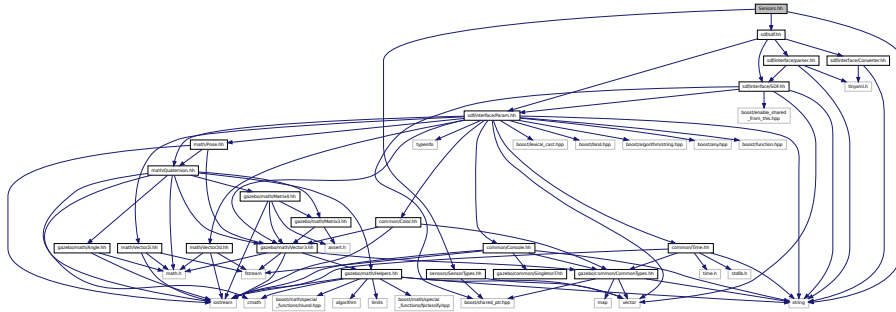 Sensors.hh
sdf/sdf.hh
sdf/interface/parser.hh
sdf/interface/Converter.hh
sdf/interface/SDF.hh
tinyxml.h
boost/enable_shared
_from_this.hpp
sdf/interface/Param.hh
math/Pose.hh
typeinfo
boost/lexical_cast.hpp
boost/bind.hpp
boost/algorithm/string.hpp
boost/any.hpp
boost/function.hpp
math/Quaternion.hh
gazebo/math/Matrix4.hh
gazebo/math/Matrix3.hh
common/Color.hh
gazebo/math/Angle.hh
math/Vector2i.hh
math/Vector2d.hh
gazebo/math/Vector3.hh
assert.h
common/Console.hh
common/Time.hh
math.h
fstream
gazebo/math/Helpers.hh
sensors/SensorTypes.hh
gazebo/common/SingletonT.hh
gazebo/common/CommonTypes.hh
time.h
stdlib.h
iostream
cmath
boost/math/special
_functions/round.hpp
algorithm
limits
boost/math/special
_functions/fpclassify.hpp
boost/shared_ptr.hpp
map
vector
string